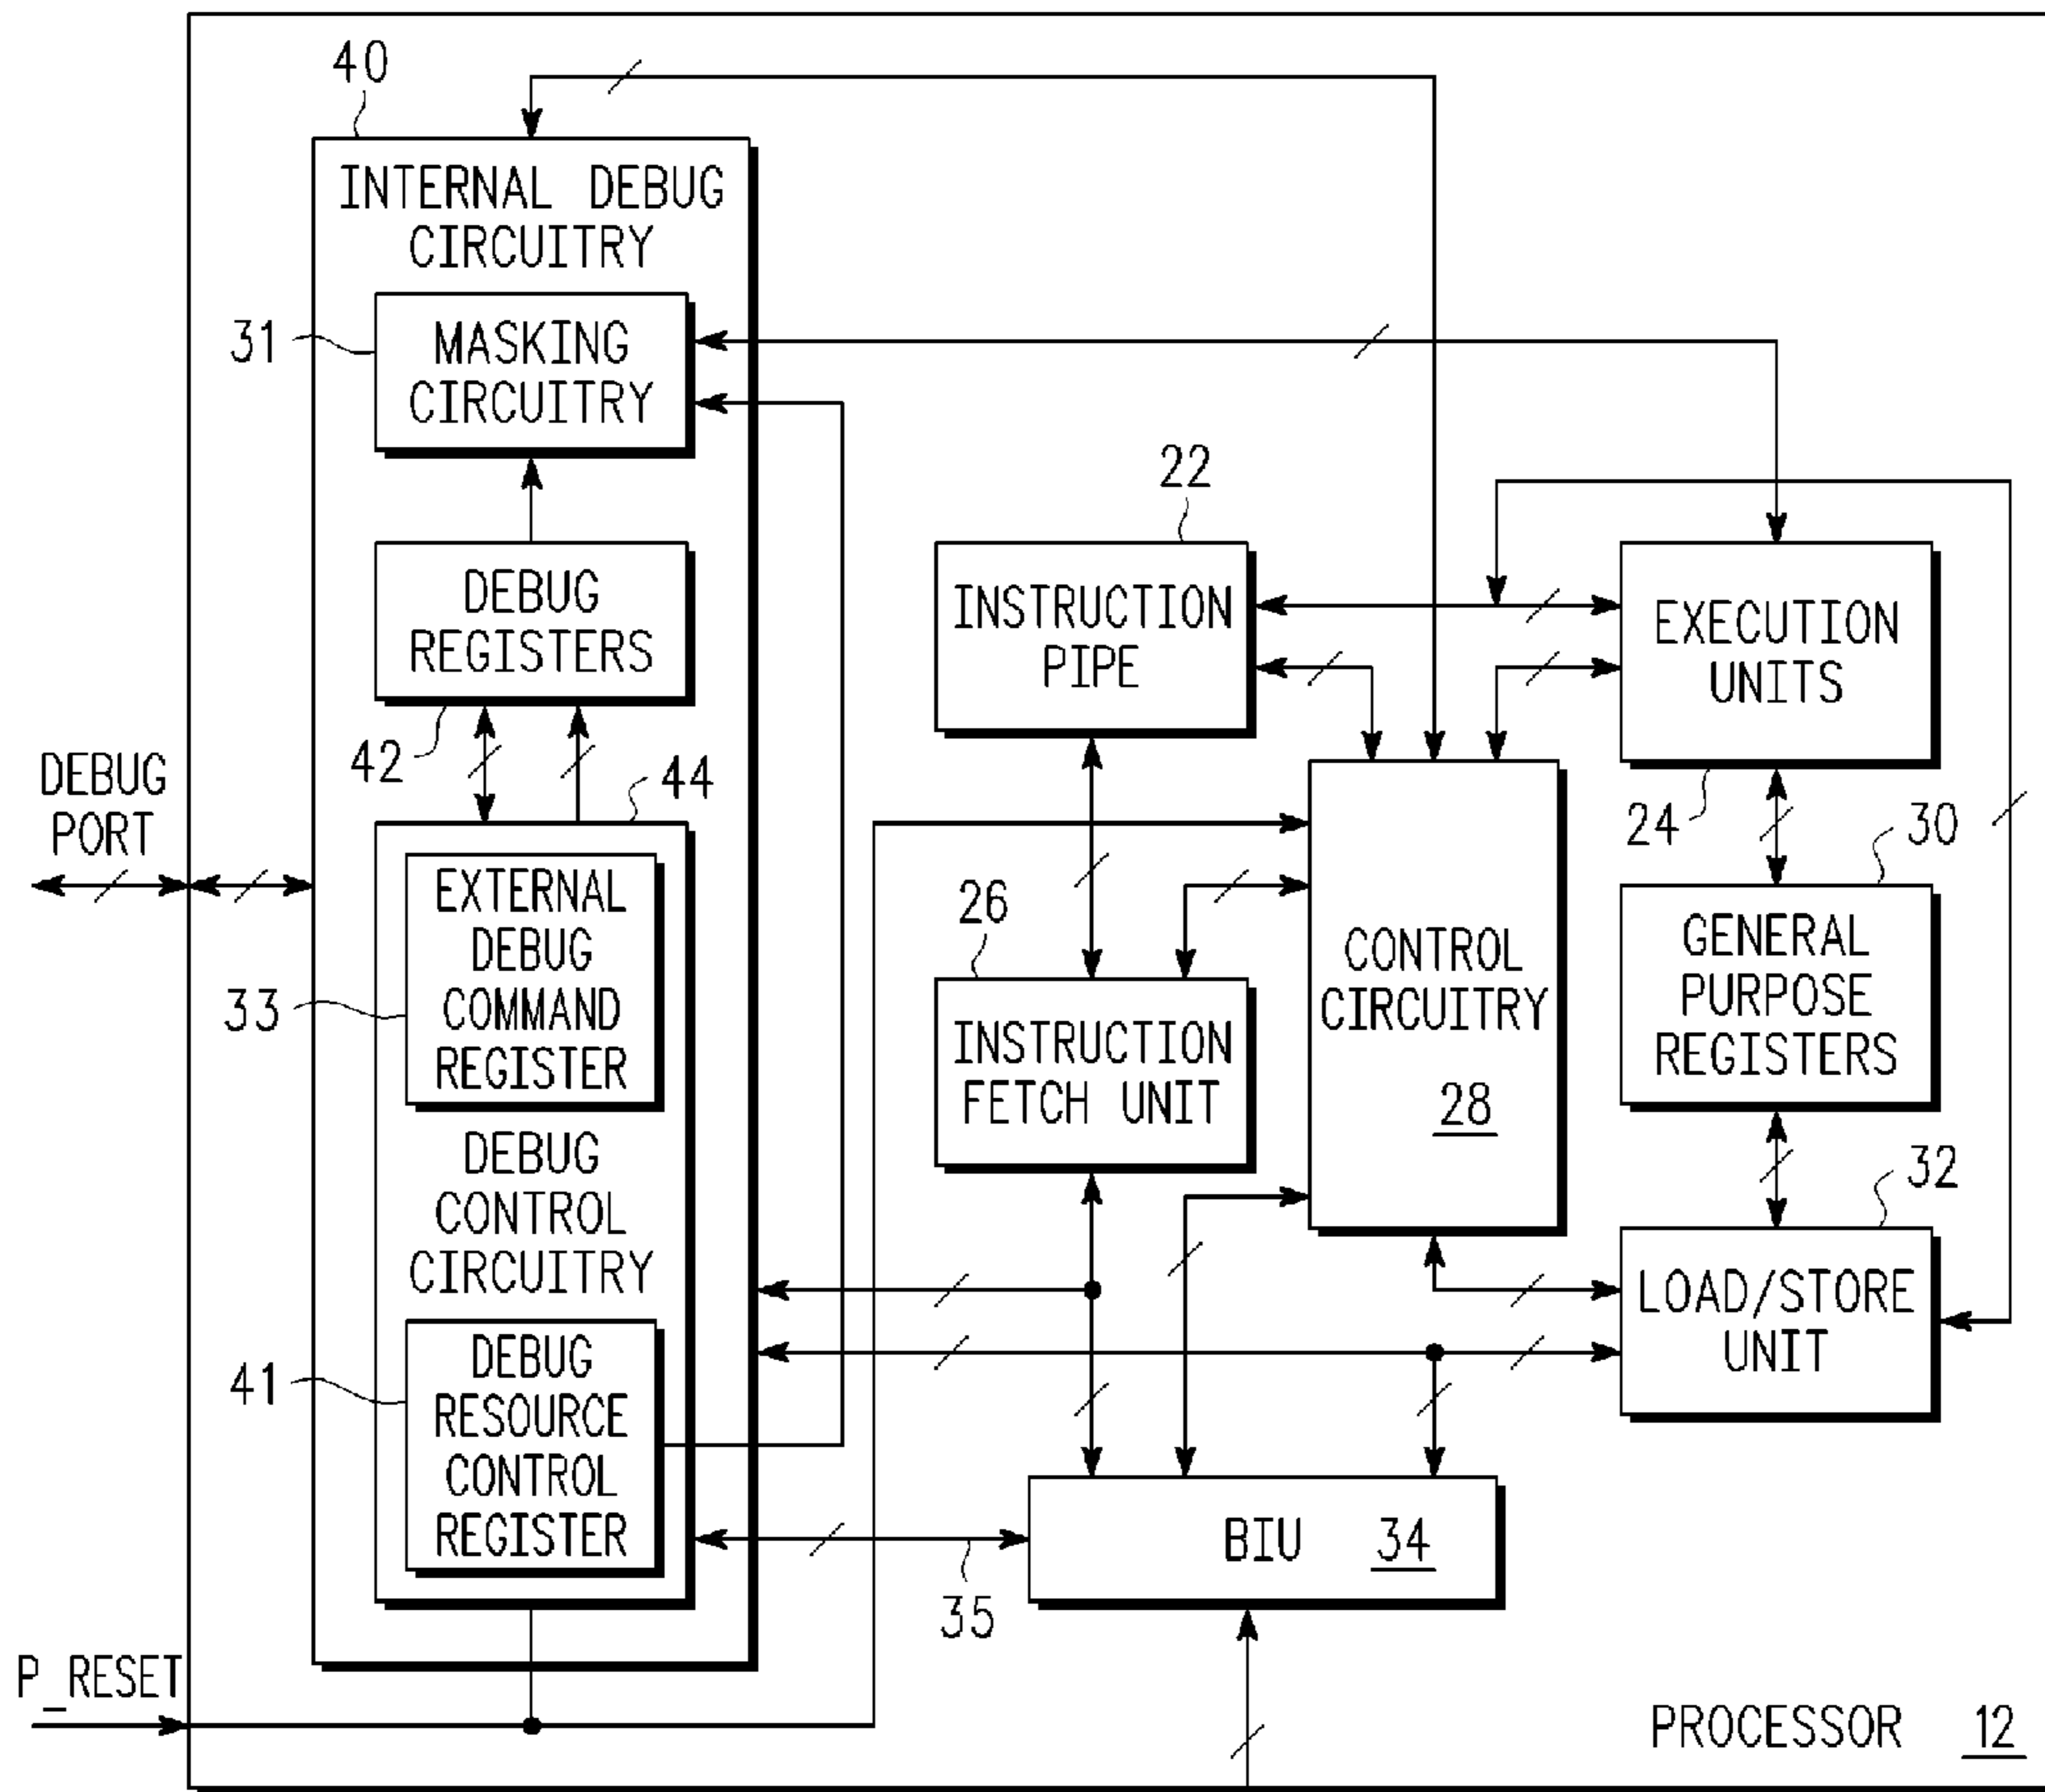 40
INTERNAL DEBUG
CIRCUITRY
31
MASKING
CIRCUITRY
DEBUG
REGISTERS
42
44
DEBUG
PORT
EXTERNAL
DEBUG
COMMAND
REGISTER
33
DEBUG
CONTROL
CIRCUITRY
41
DEBUG
RESOURCE
CONTROL
REGISTER
P_RESET
22
INSTRUCTION
PIPE
26
INSTRUCTION
FETCH UNIT
CONTROL
CIRCUITRY
28
EXECUTION
UNITS
24
30
GENERAL
PURPOSE
REGISTERS
32
LOAD/STORE
UNIT
BIU 34
35
PROCESSOR 12